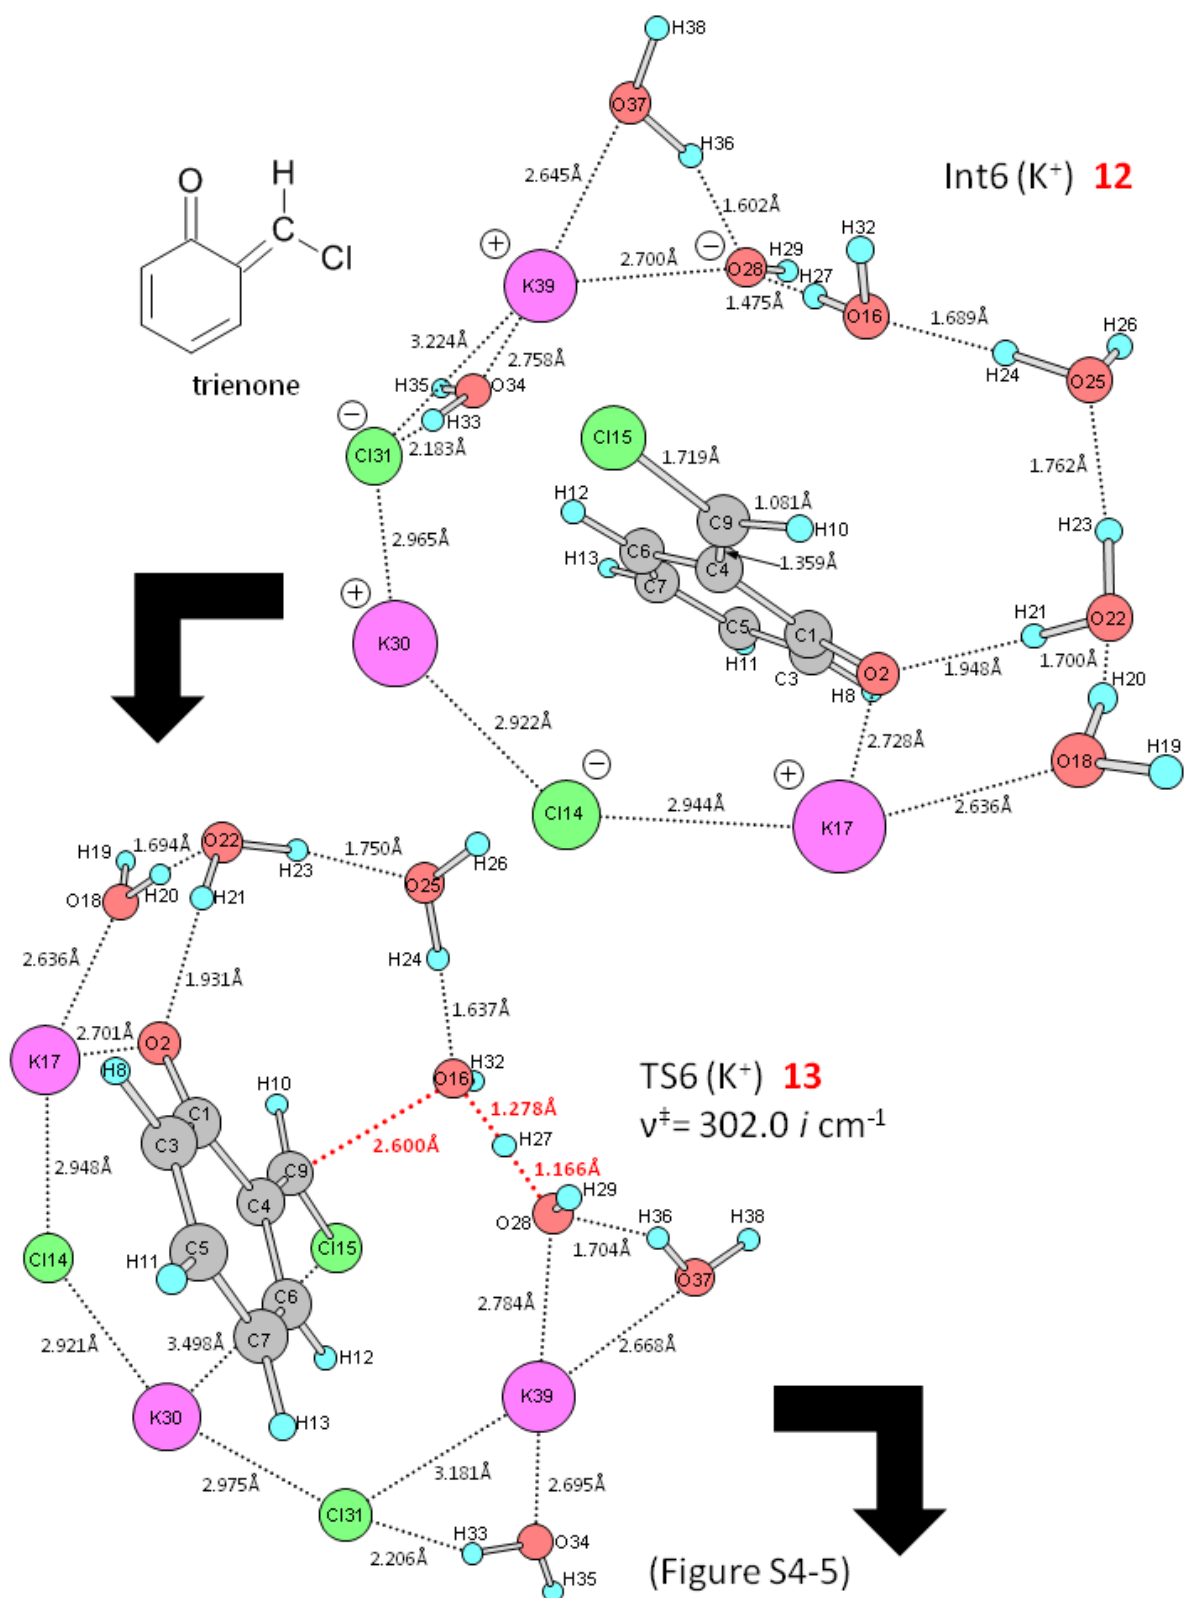 H38
O37
H36
2.645Å
Int6 (K⁺) 12
H
O
C
Cl
trienone
1.602Å
H32
+
−
H29
2.700Å
O28
H27
K39
1.475Å
O16
1.689Å
H26
H24
O25
3.224Å
2.758Å
H35
O34
−
H33
Cl31
2.183Å
Cl15
1.719Å
1.762Å
H12
1.081Å
C9
H10
H23
2.965Å
C6
C4
1.359Å
H13
C7
+
K30
C5
C1
H21
O22
H11
O2
1.948Å
1.700Å
C3
H8
H20
2.922Å
2.728Å
O18
H19
−
+
Cl14
2.944Å
K17
2.636Å
H19
1.694Å
O22
1.750Å
H26
H23
O25
H20
H21
O18
H24
2.636Å
1.931Å
1.637Å
K17
2.701Å
O2
H8
H32
O16
TS6 (K⁺) 13
H10
1.278Å
ν‡= 302.0 i cm⁻¹
C1
C3
H27
2.600Å
C9
1.166Å
2.948Å
C4
H29
O28
H36
H38
1.704Å
Cl14
C5
Cl15
H11
O37
C6
2.784Å
2.921Å
3.498Å
C7
H12
2.668Å
K39
K30
H13
3.181Å
2.975Å
2.695Å
Cl31
H33
O34
2.206Å
H35
(Figure S4-5)